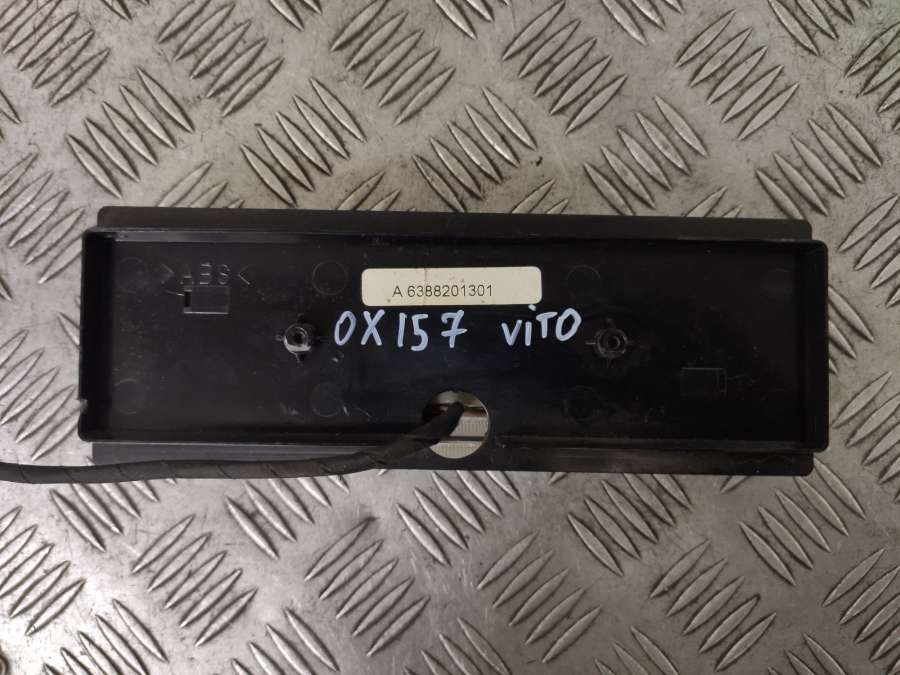 >ABS<
A 6388201301
OX157 VITO